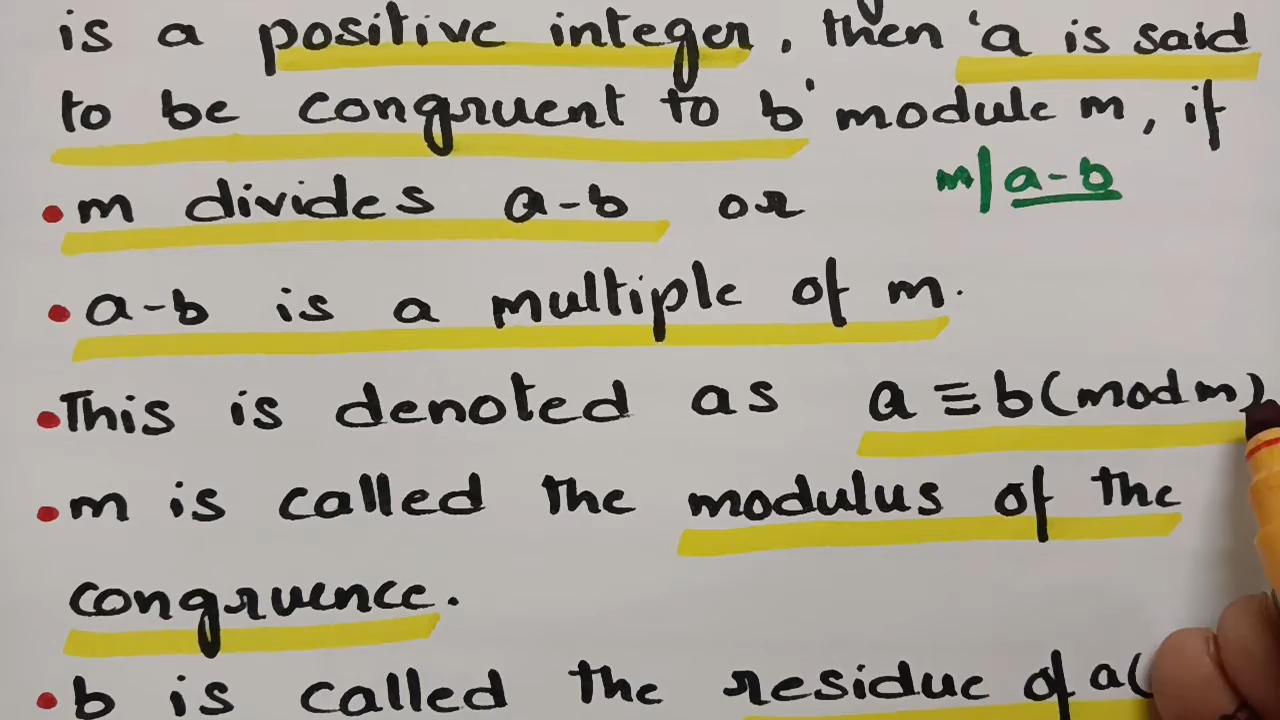 is a positive integer, then 'a is said
to be congruent to b' module m, if
m | a-b
• m divides a-b or
• a-b is a multiple of m.
• This is denoted as a ≡ b (mod m)
• m is called the modulus of the
congruence.
• b is called the residue of a(